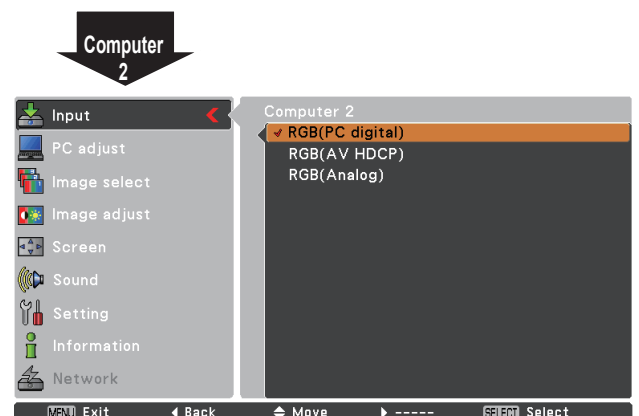 Computer
2
Input
PC adjust
Image select
Image adjust
Screen
Sound
Setting
Information
Network
Computer 2
RGB(PC digital)
RGB(AV HDCP)
RGB(Analog)
MENU Exit Back Move ----- SELECT Select